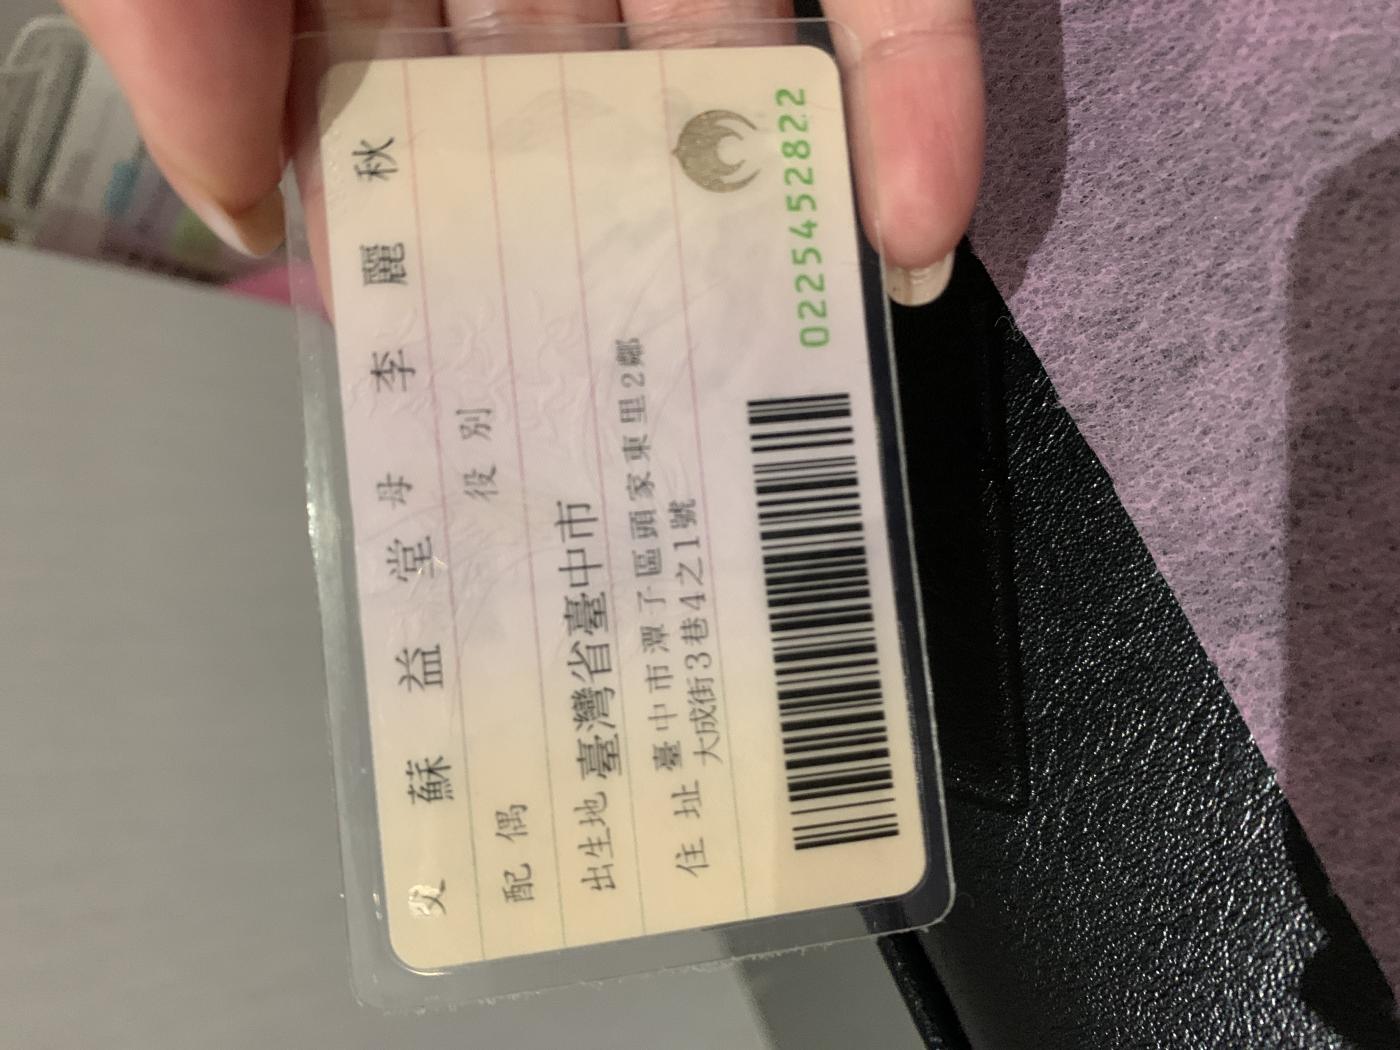 父 蘇益堂 母 李麗秋
配偶 役別
出生地 臺灣省臺中市
住址 臺中市潭子區頭家東里2鄰
大成街3巷4之1號
0225452822